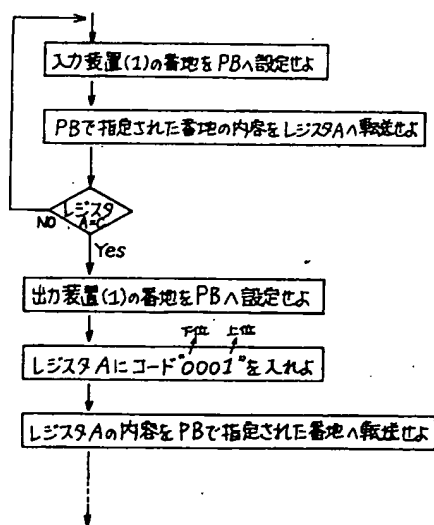 入力装置(1)の番地をPBへ設定せよ
PBで指定された番地の内容をレジスタAへ転送せよ
レジスタ
A=C
NO
Yes
出力装置(1)の番地をPBへ設定せよ
下位 上位
レジスタAにコード"0001"を入れよ
レジスタAの内容をPBで指定された番地へ転送せよ